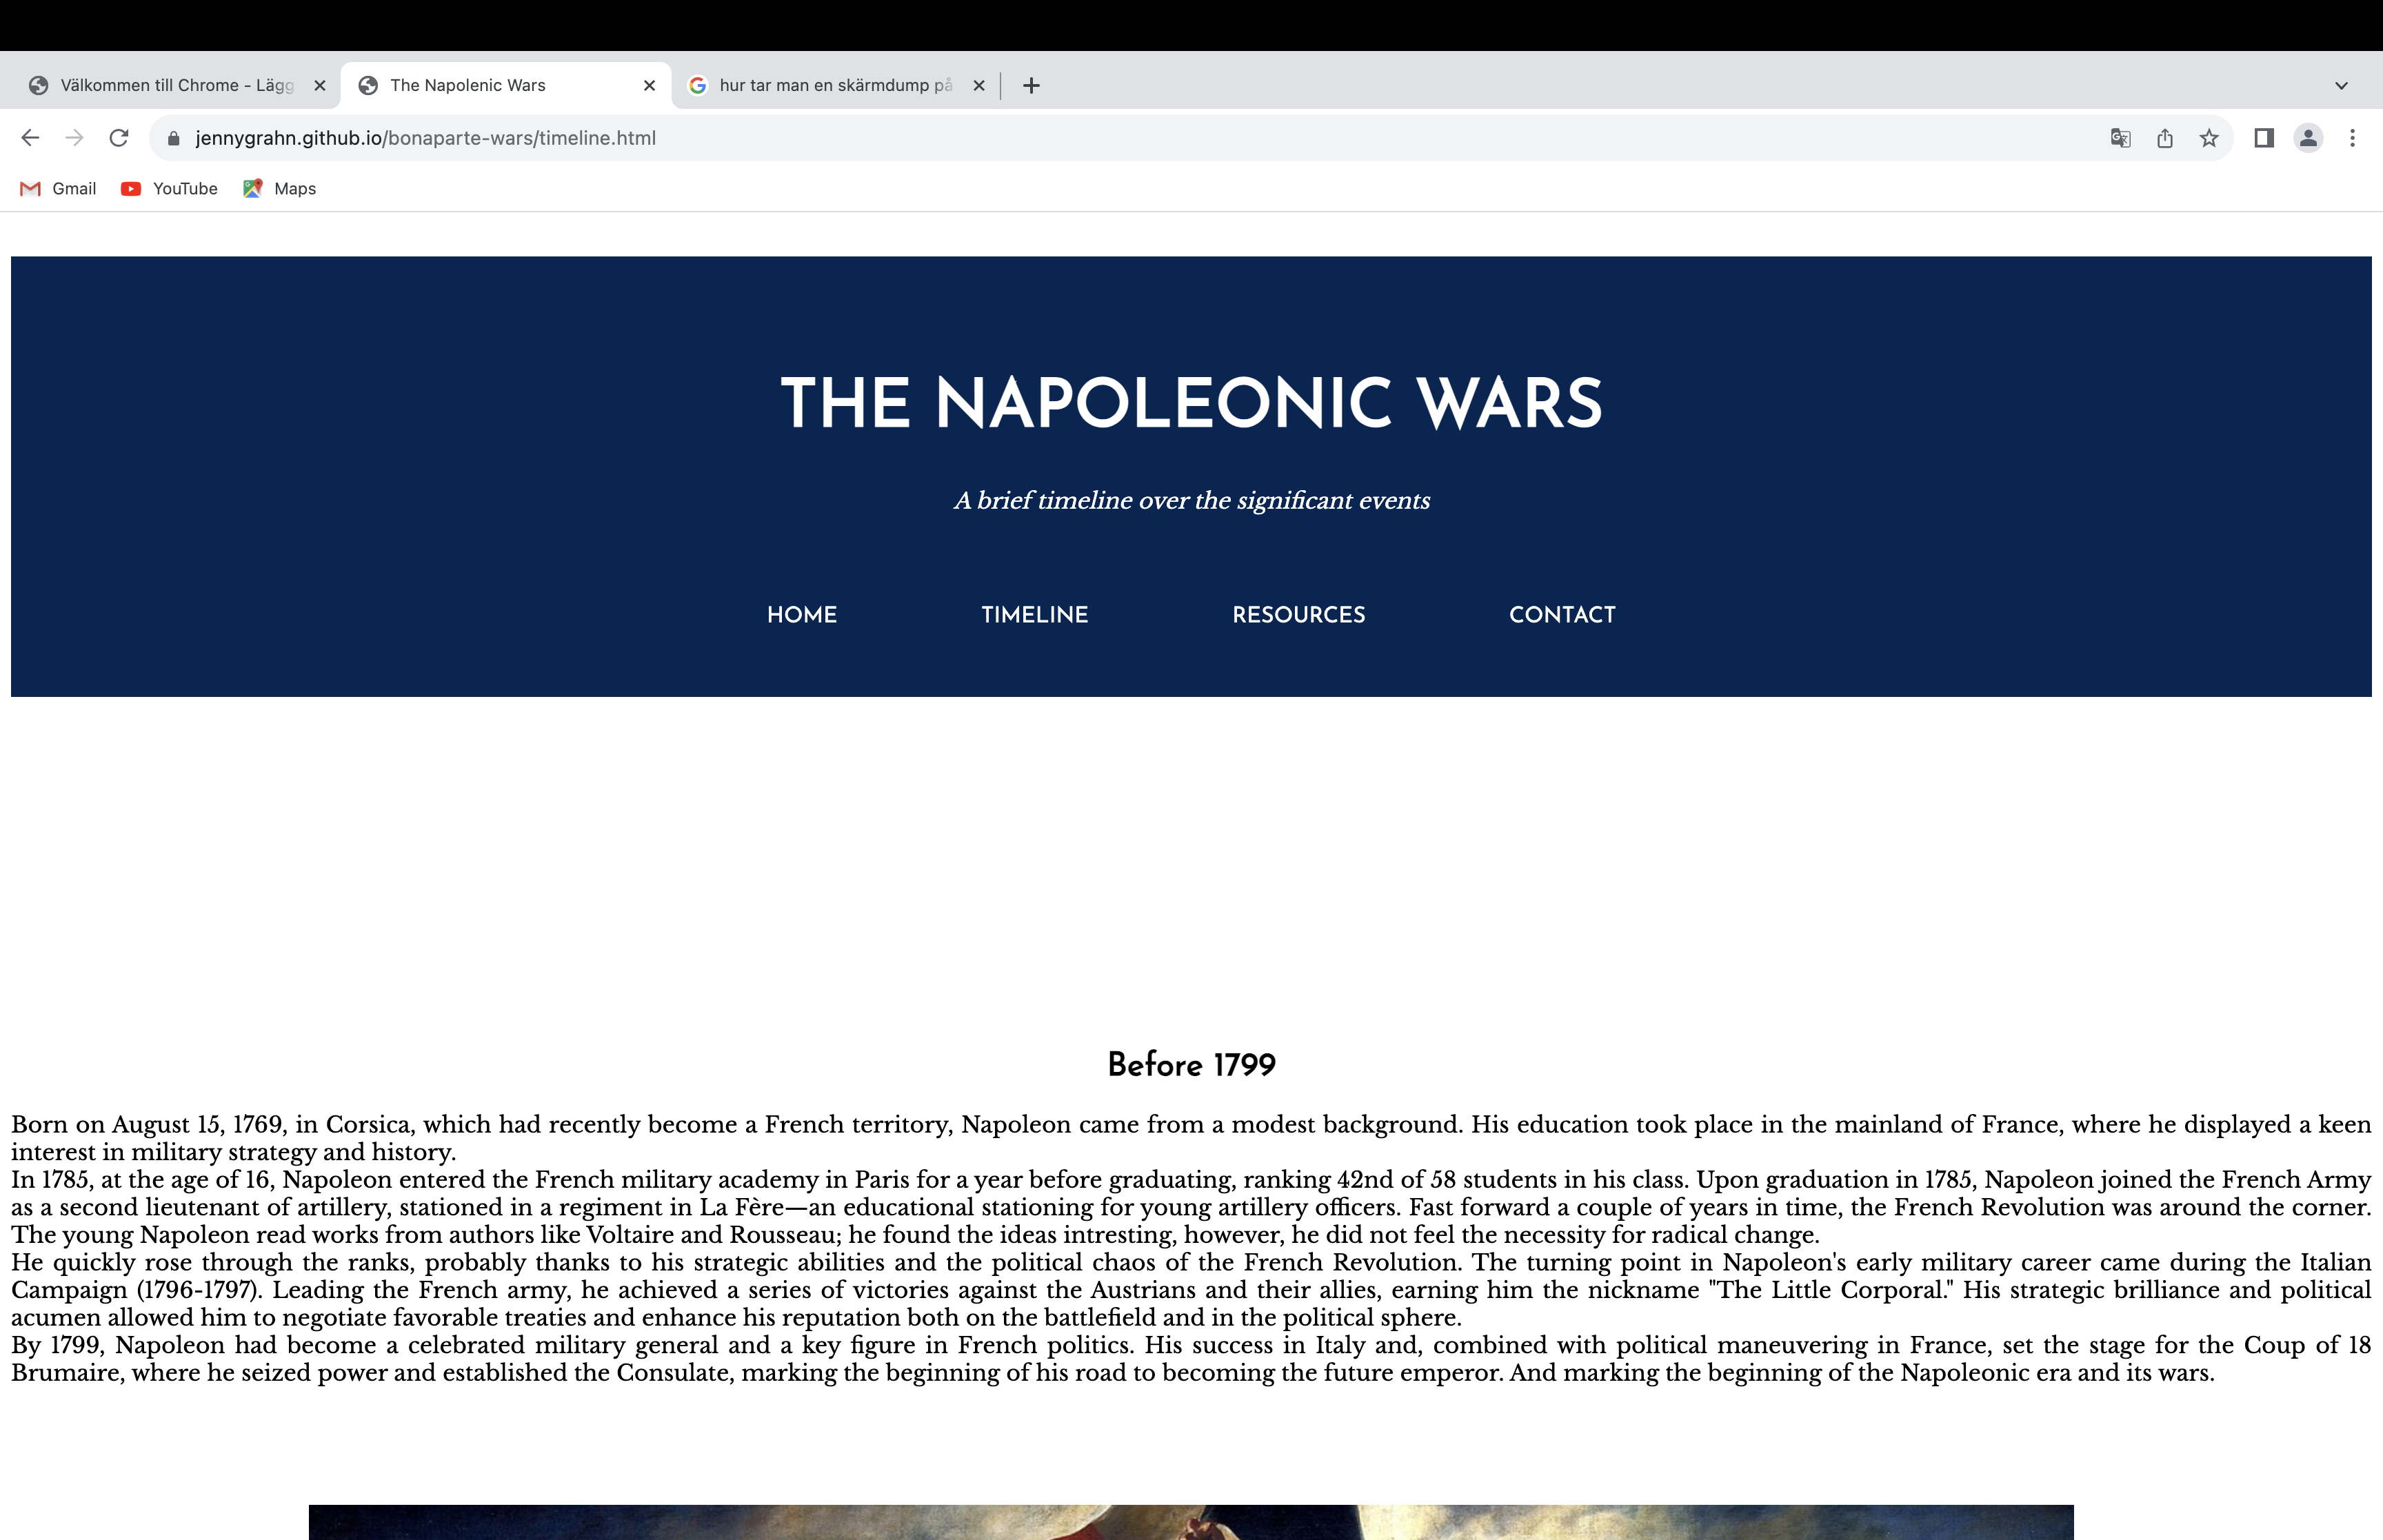 Välkommen till Chrome - Lägg
The Napolenic Wars
hur tar man en skärmdump på
jennygrahn.github.io/bonaparte-wars/timeline.html
Gmail YouTube Maps
THE NAPOLEONIC WARS
A brief timeline over the significant events
HOME TIMELINE RESOURCES CONTACT
Before 1799
Born on August 15, 1769, in Corsica, which had recently become a French territory, Napoleon came from a modest background. His education took place in the mainland of France, where he displayed a keen
interest in military strategy and history.
In 1785, at the age of 16, Napoleon entered the French military academy in Paris for a year before graduating, ranking 42nd of 58 students in his class. Upon graduation in 1785, Napoleon joined the French Army
as a second lieutenant of artillery, stationed in a regiment in La Fère—an educational stationing for young artillery officers. Fast forward a couple of years in time, the French Revolution was around the corner.
The young Napoleon read works from authors like Voltaire and Rousseau; he found the ideas intresting, however, he did not feel the necessity for radical change.
He quickly rose through the ranks, probably thanks to his strategic abilities and the political chaos of the French Revolution. The turning point in Napoleon's early military career came during the Italian
Campaign (1796-1797). Leading the French army, he achieved a series of victories against the Austrians and their allies, earning him the nickname "The Little Corporal." His strategic brilliance and political
acumen allowed him to negotiate favorable treaties and enhance his reputation both on the battlefield and in the political sphere.
By 1799, Napoleon had become a celebrated military general and a key figure in French politics. His success in Italy and, combined with political maneuvering in France, set the stage for the Coup of 18
Brumaire, where he seized power and established the Consulate, marking the beginning of his road to becoming the future emperor. And marking the beginning of the Napoleonic era and its wars.